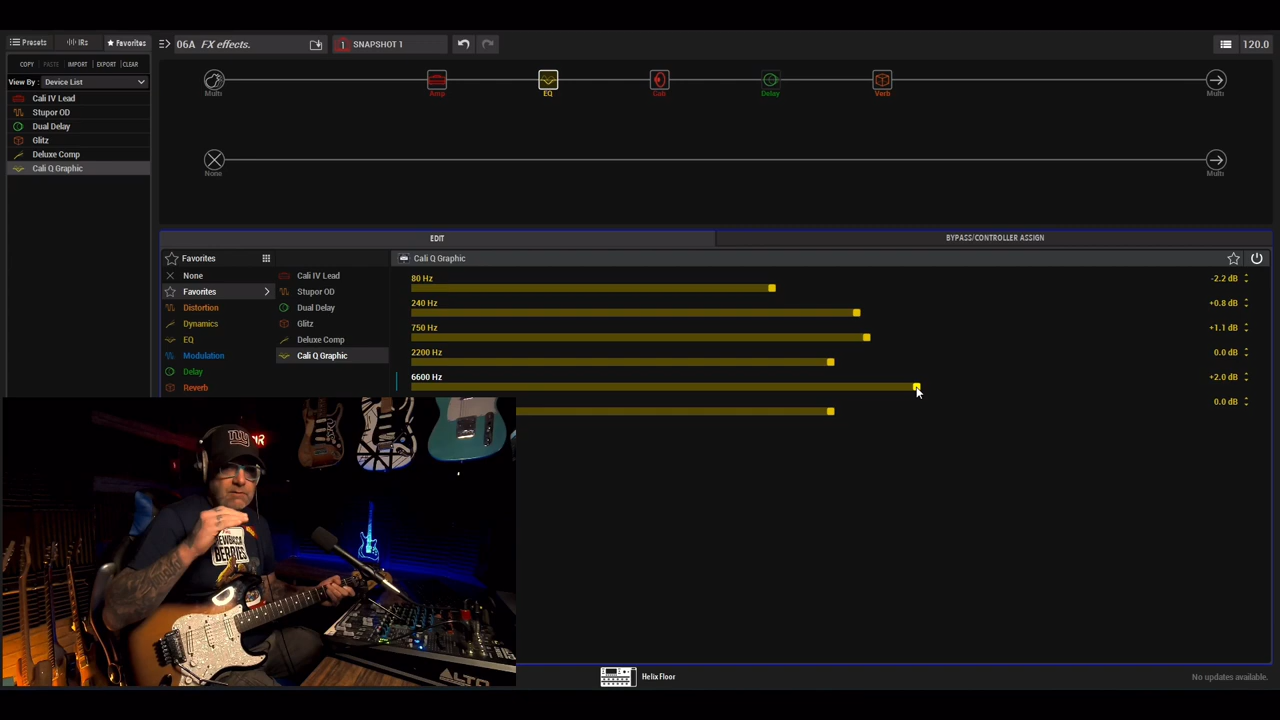 Presets IRs Favorites 06A FX effects. 1 SNAPSHOT 1 120.0
COPY PASTE IMPORT EXPORT CLEAR
View By : Device List
Cali IV Lead
Stupor OD
Dual Delay
Glitz
Deluxe Comp
Cali Q Graphic
Multi Amp EQ Cab Delay Verb Multi
None Multi
EDIT BYPASS/CONTROLLER ASSIGN
Favorites Cali Q Graphic
None Cali IV Lead
Favorites Stupor OD
Distortion Dual Delay
Dynamics Glitz
EQ Deluxe Comp
Modulation Cali Q Graphic
Delay
Reverb
80 Hz -2.2 dB
240 Hz +0.8 dB
750 Hz +1.1 dB
2200 Hz 0.0 dB
6600 Hz +2.0 dB
0.0 dB
NY
BERRIES
ALTO
Helix Floor No updates available.